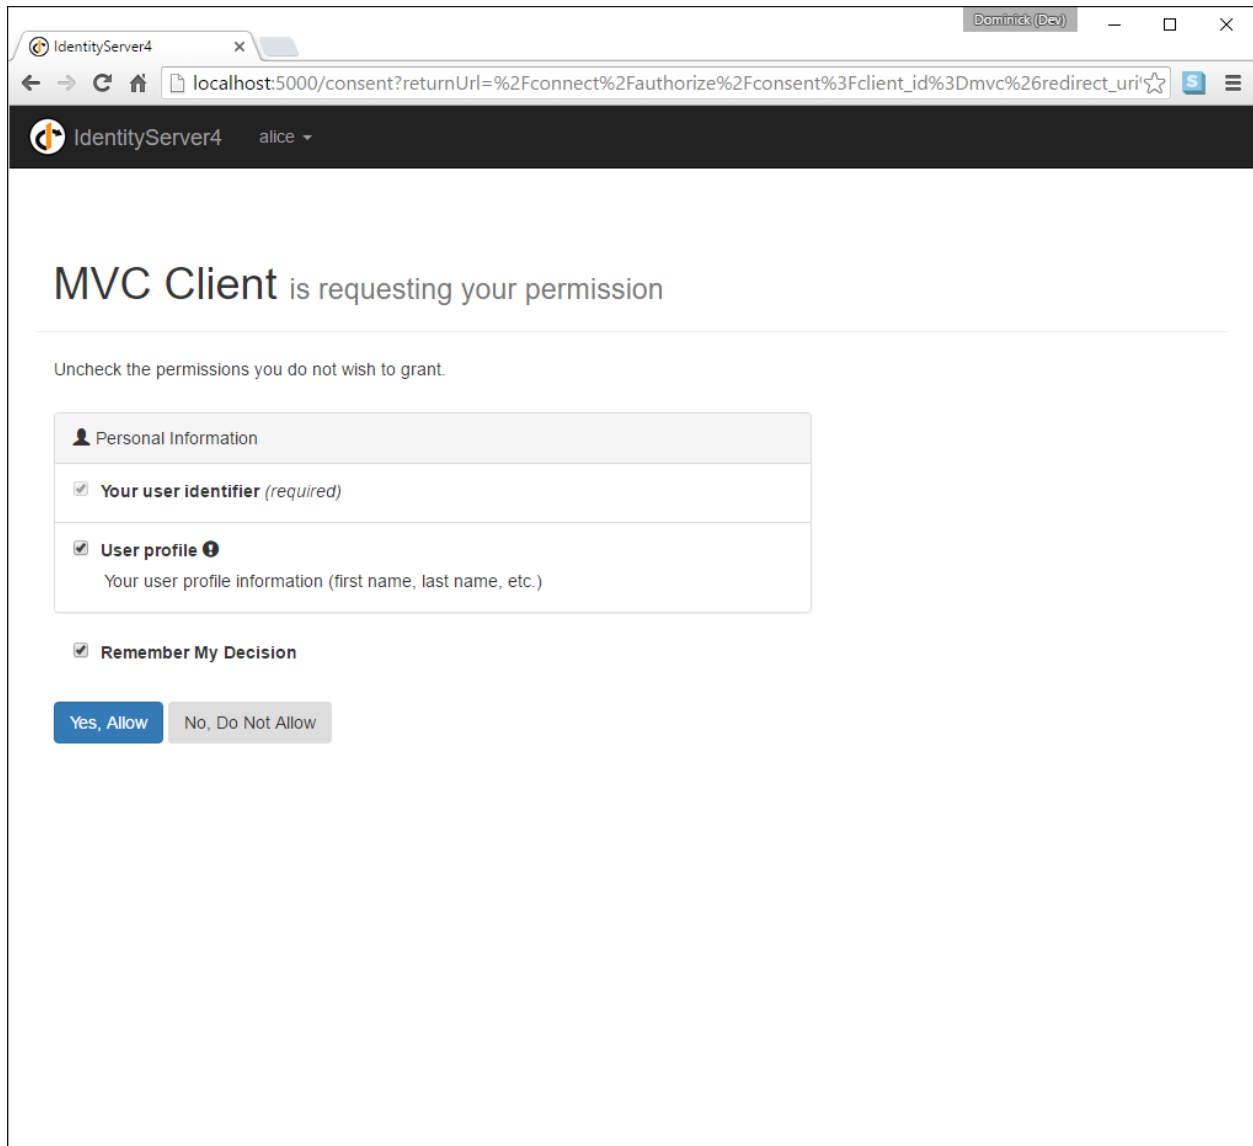 Dominick (Dev)
IdentityServer4
localhost:5000/consent?returnUrl=%2Fconnect%2Fauthorize%2Fconsent%3Fclient_id%3Dmvc%26redirect_uri
S
IdentityServer4 alice
MVC Client is requesting your permission
Uncheck the permissions you do not wish to grant.
Personal Information
Your user identifier (required)
User profile
Your user profile information (first name, last name, etc.)
Remember My Decision
Yes, Allow No, Do Not Allow